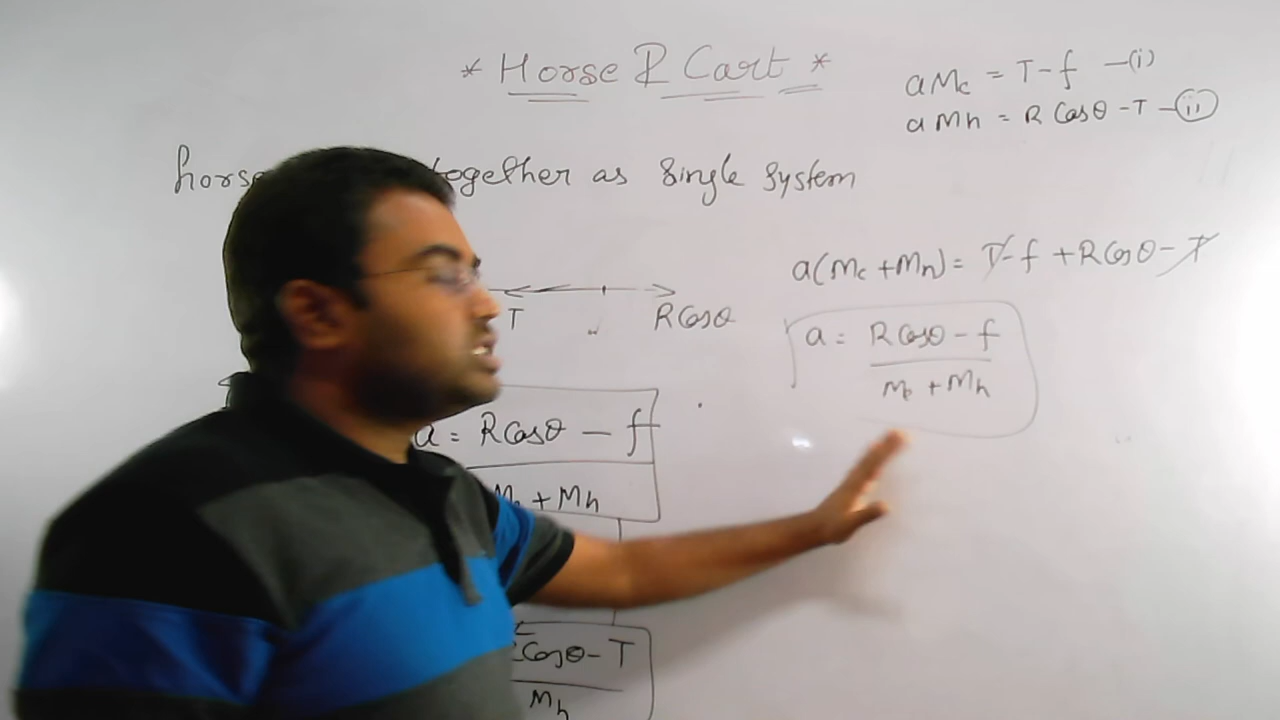 * Horse & Cart *
aMc = T - f —(i)
aMh = R Cosθ - T —(ii)
horse together as Single System
a(Mc + Mh) = T - f + R Cosθ - T
T R Cosθ
a = R Cosθ - f
Mc + Mh
a = R Cosθ - f
+ Mh
Cosθ - T
Mh